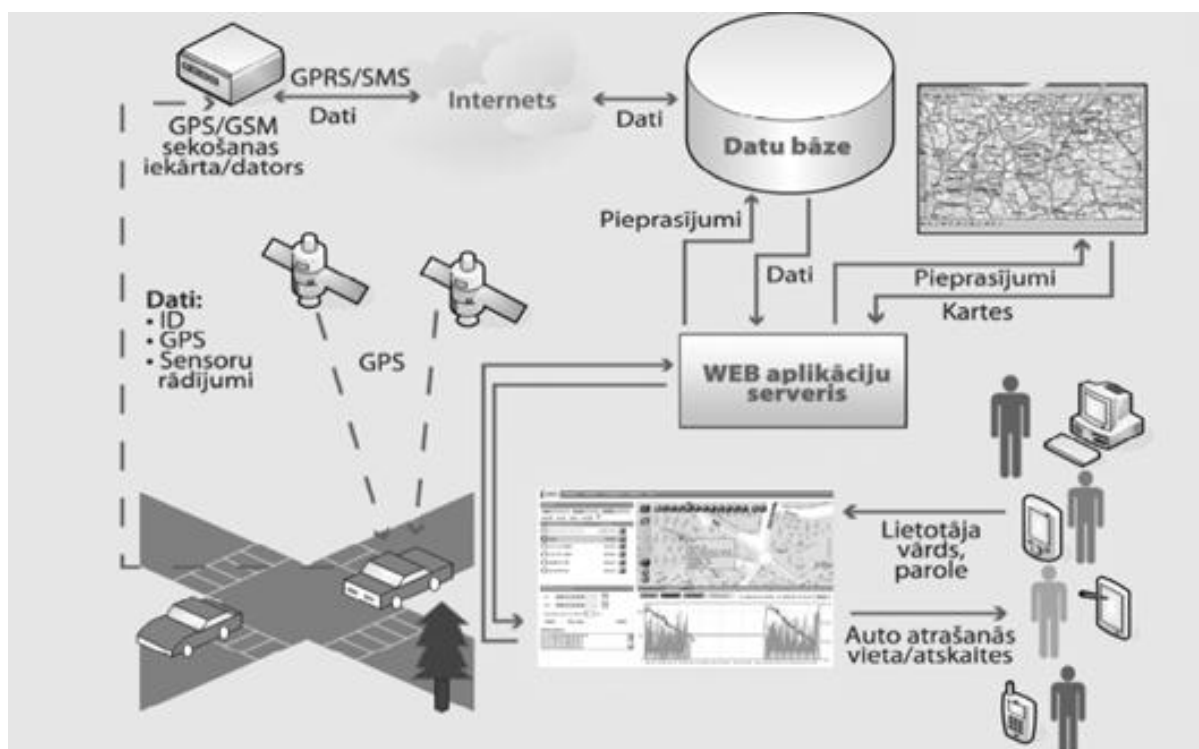 GPRS/SMS
Dati
Internets
Dati
Datu bāze
GPS/GSM
sekošanas
iekārta/dators
Pieprasījumi
Dati
Pieprasījumi
Kartes
Dati:
• ID
• GPS
• Sensoru
rādījumi
GPS
WEB aplikāciju
serveris
Lietotāja
vārds,
parole
Auto atrašanās
vieta/atskaites